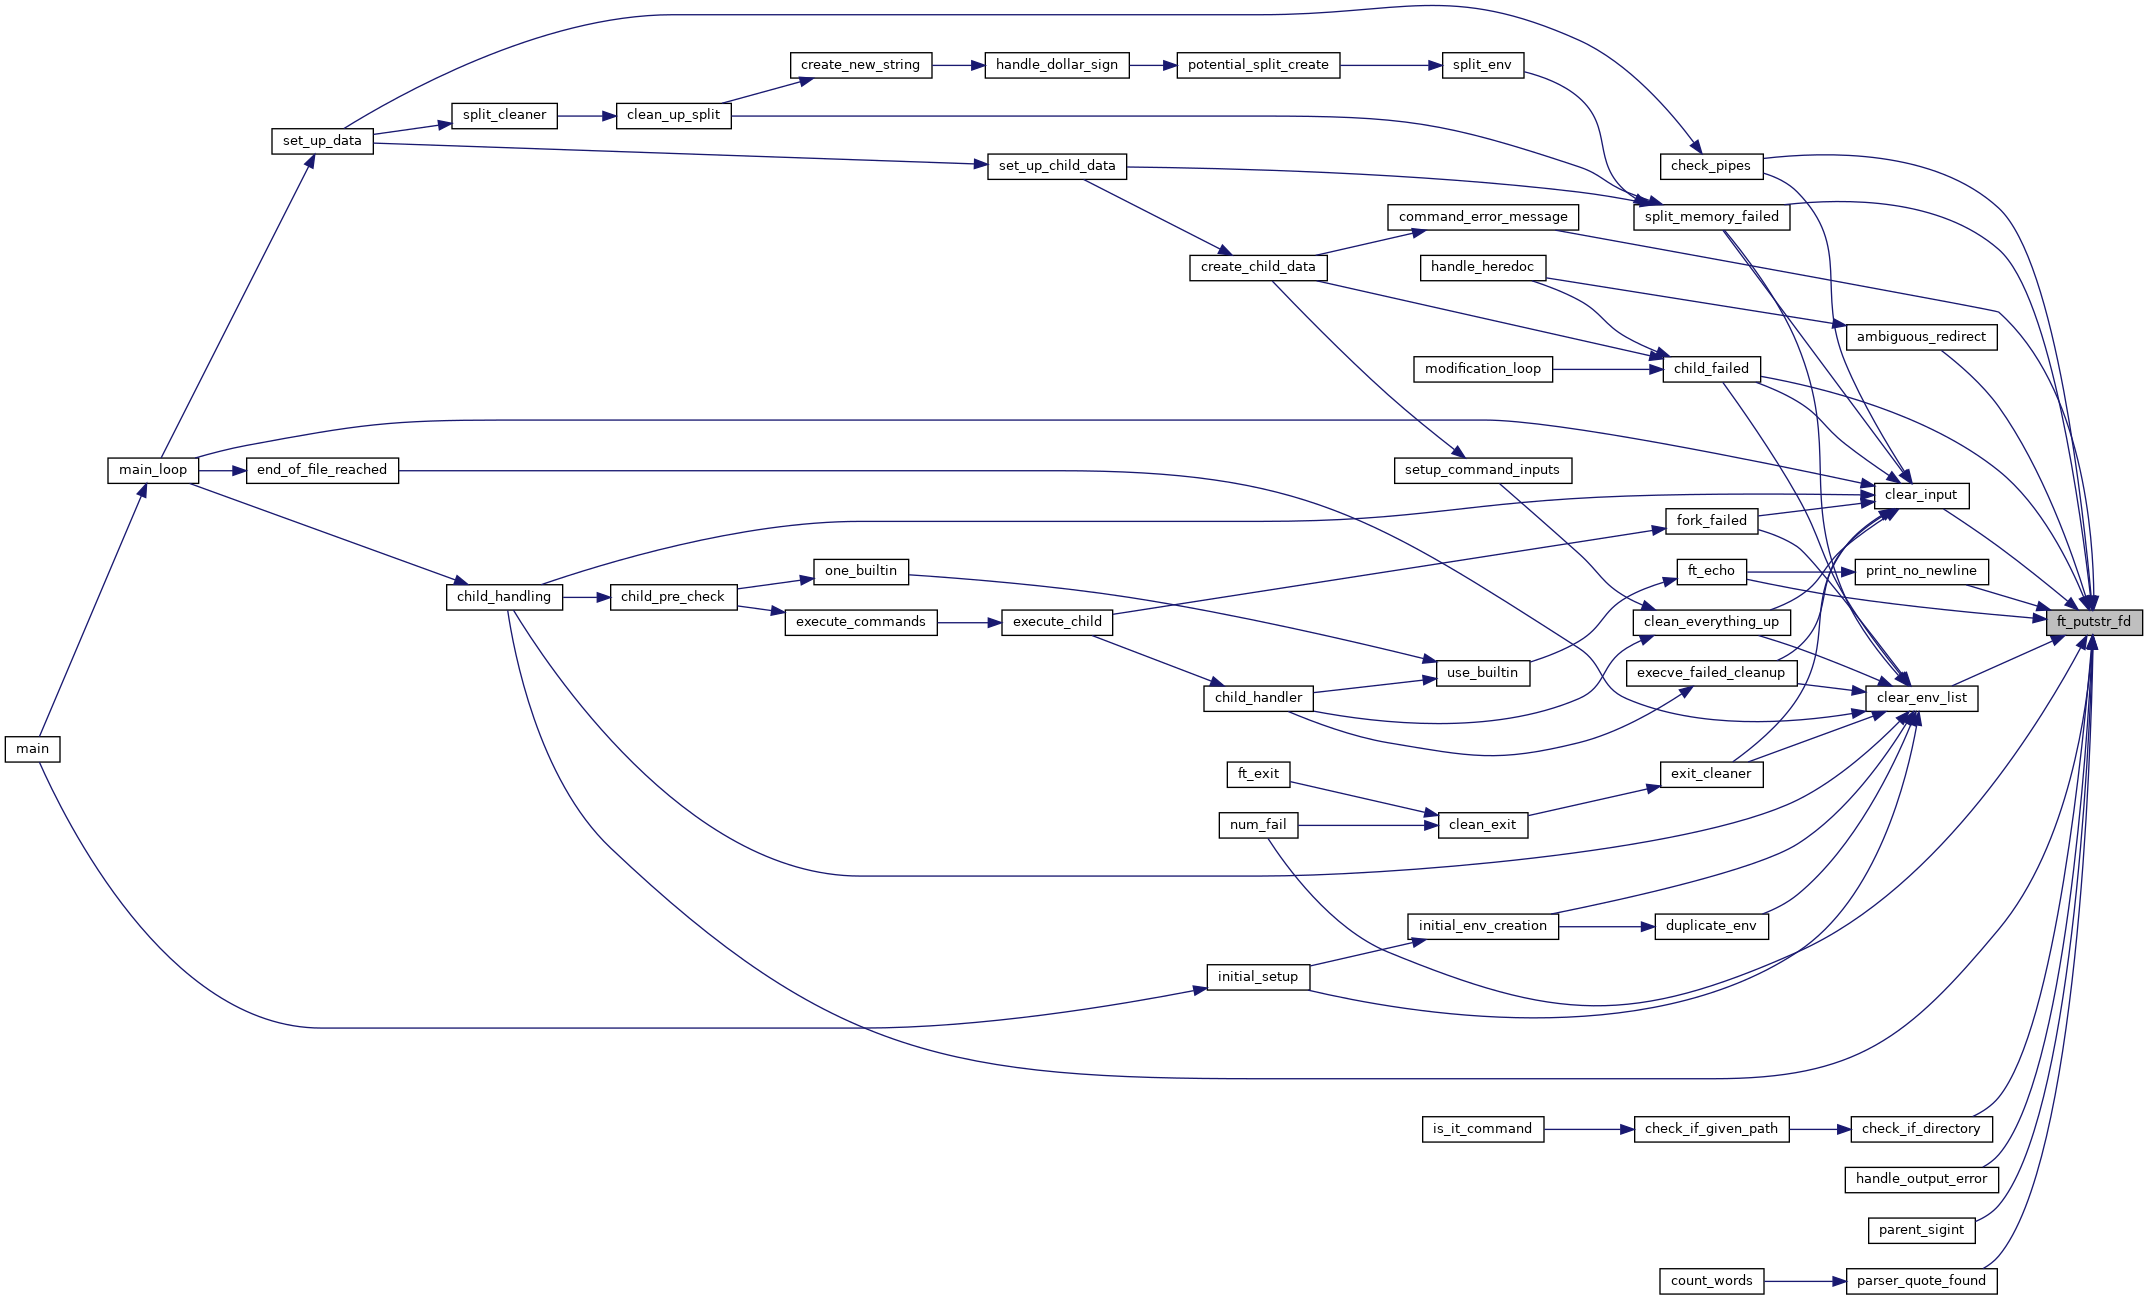 create_new_string
handle_dollar_sign
potential_split_create
split_env
split_cleaner
clean_up_split
set_up_data
set_up_child_data
check_pipes
command_error_message
split_memory_failed
create_child_data
handle_heredoc
ambiguous_redirect
modification_loop
child_failed
main_loop
end_of_file_reached
setup_command_inputs
clear_input
fork_failed
one_builtin
ft_echo
print_no_newline
child_handling
child_pre_check
execute_commands
execute_child
clean_everything_up
ft_putstr_fd
use_builtin
execve_failed_cleanup
child_handler
clear_env_list
main
ft_exit
exit_cleaner
num_fail
clean_exit
initial_env_creation
duplicate_env
initial_setup
is_it_command
check_if_given_path
check_if_directory
handle_output_error
parent_sigint
count_words
parser_quote_found